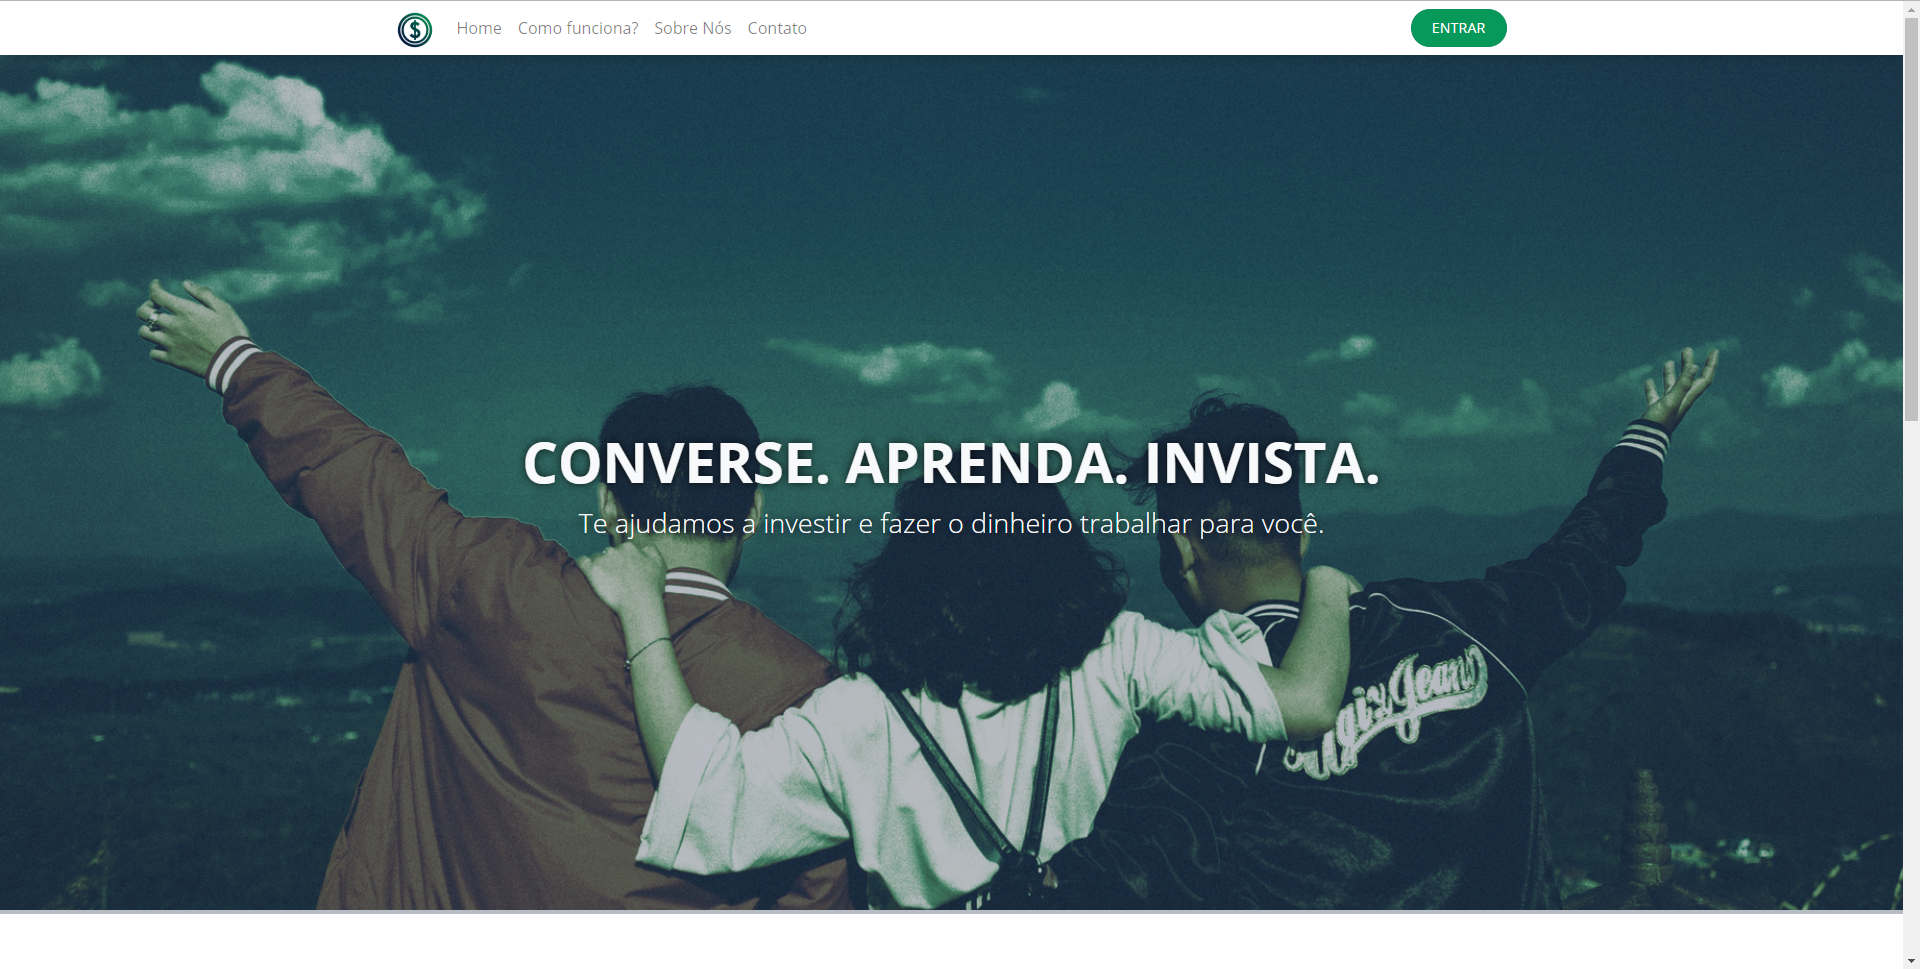 $
Home Como funciona? Sobre Nós Contato
ENTRAR
CONVERSE. APRENDA. INVISTA.
Te ajudamos a investir e fazer o dinheiro trabalhar para você.